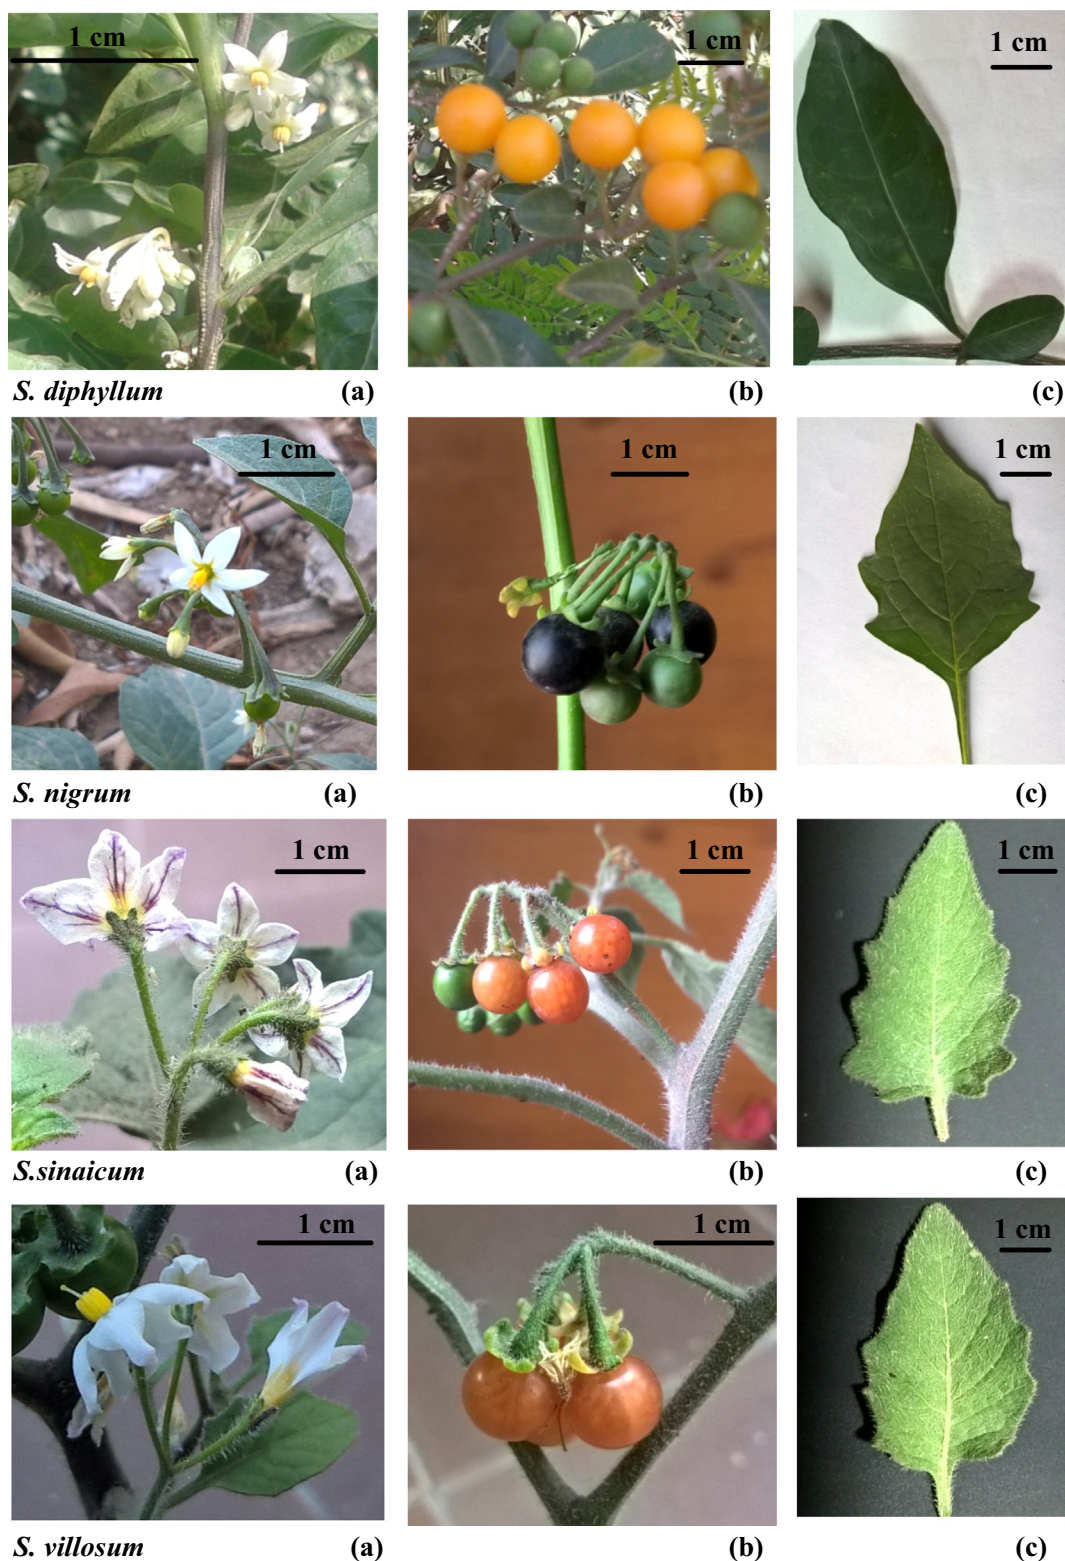 1 cm 1 cm 1 cm
S. diphyllum (a) (b) (c)
1 cm 1 cm 1 cm
S. nigrum (a) (b) (c)
1 cm 1 cm 1 cm
S.sinaicum (a) (b) (c)
1 cm 1 cm 1 cm
S. villosum (a) (b) (c)